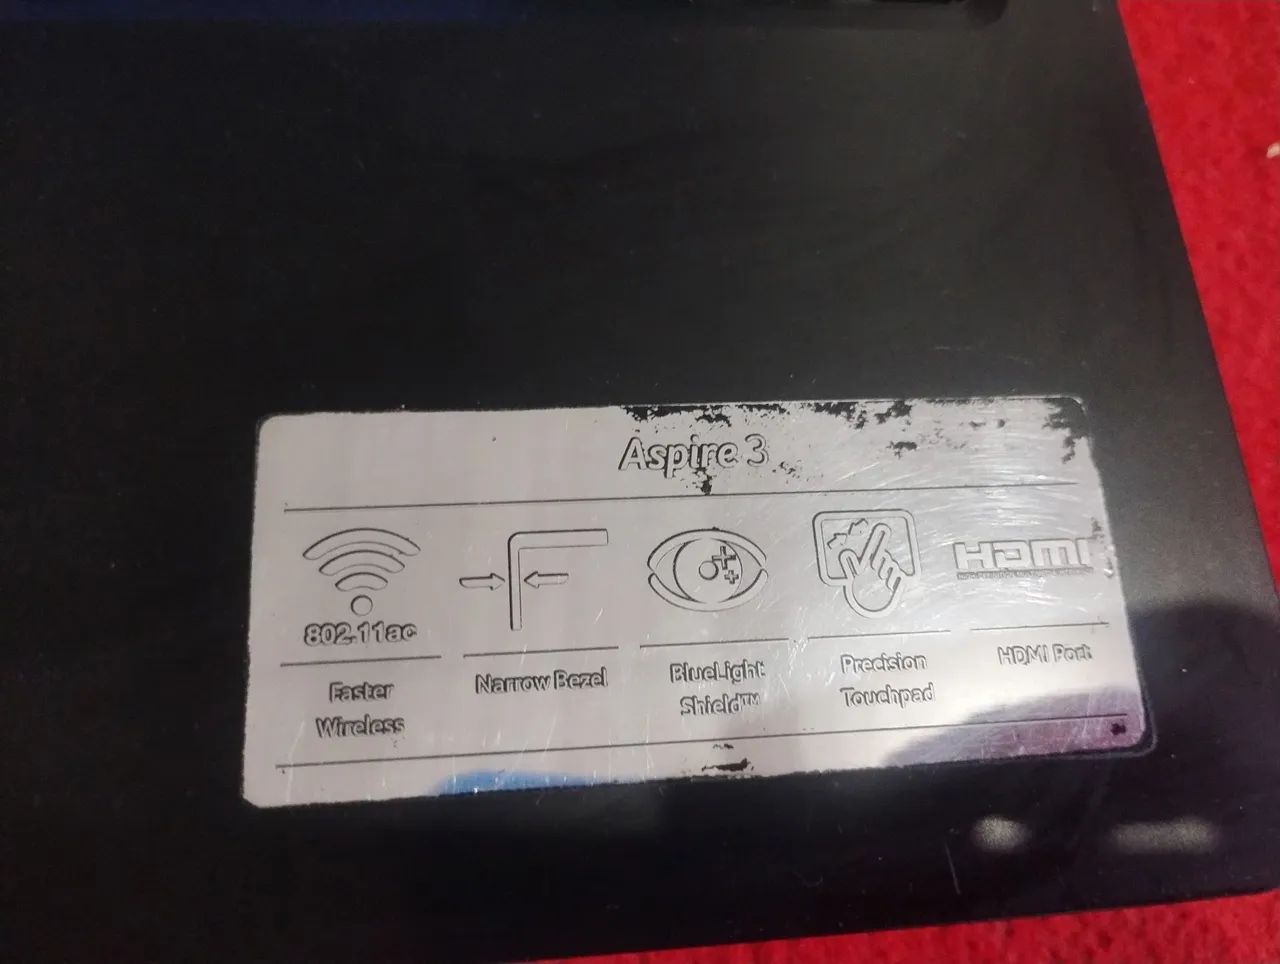 Aspire 3
802.11ac
HDMI
Faster
Wireless
Narrow Bezel
BlueLight
Shield™
Precision
Touchpad
HDMI Port